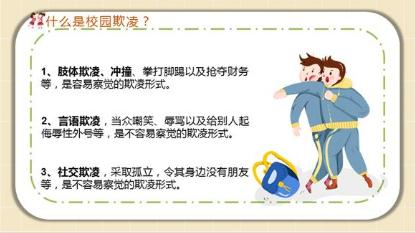 什么是校园欺凌？
1、肢体欺凌、冲撞、拳打脚踢以及抢夺财务
等，是容易察觉的欺凌形式。
2、言语欺凌，当众嘲笑、辱骂以及给别人起
侮辱性外号等，是不容易察觉的欺凌形式。
3、社交欺凌，采取孤立，令其身边没有朋友
等，是不容易察觉的欺凌形式。